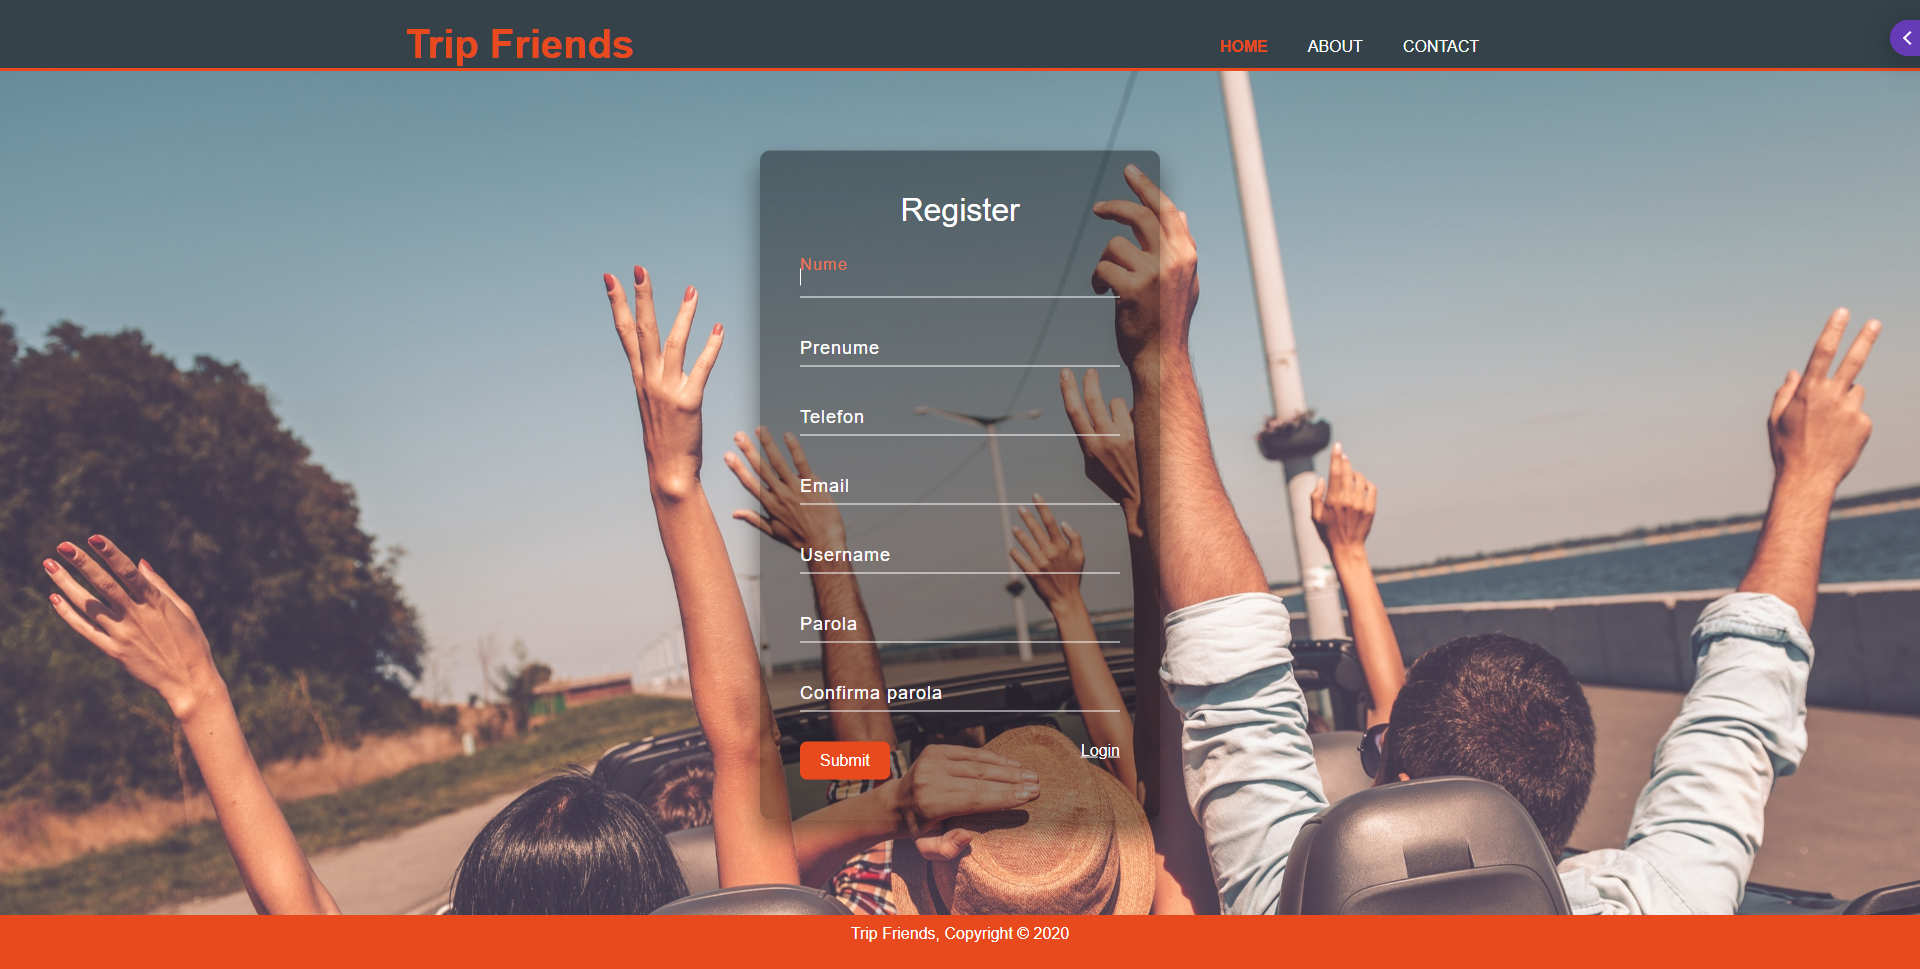 Trip Friends
HOME ABOUT CONTACT
Register
Nume
Prenume
Telefon
Email
Username
Parola
Confirma parola
Submit
Login
Trip Friends, Copyright © 2020